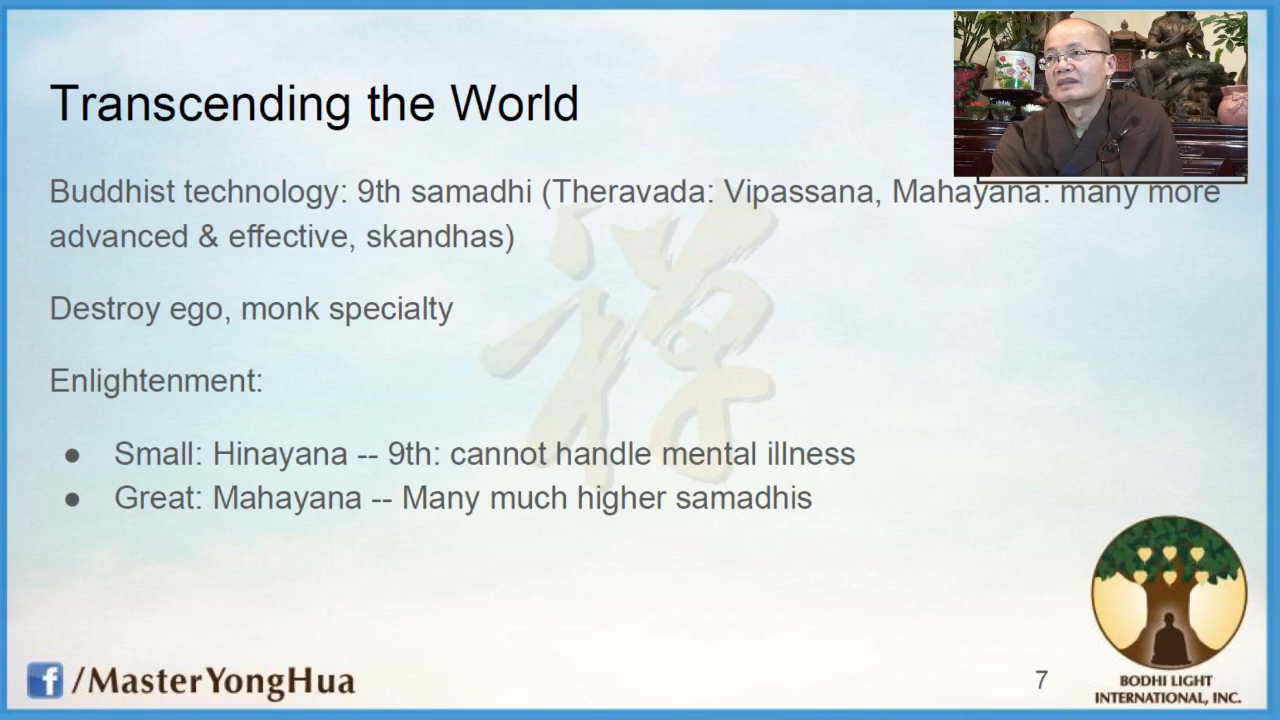 Transcending the World
Buddhist technology: 9th samadhi (Theravada: Vipassana, Mahayana: many more
advanced & effective, skandhas)
Destroy ego, monk specialty
Enlightenment:
● Small: Hinayana -- 9th: cannot handle mental illness
● Great: Mahayana -- Many much higher samadhis
禪
f /MasterYongHua
7
BODHI LIGHT
INTERNATIONAL, INC.